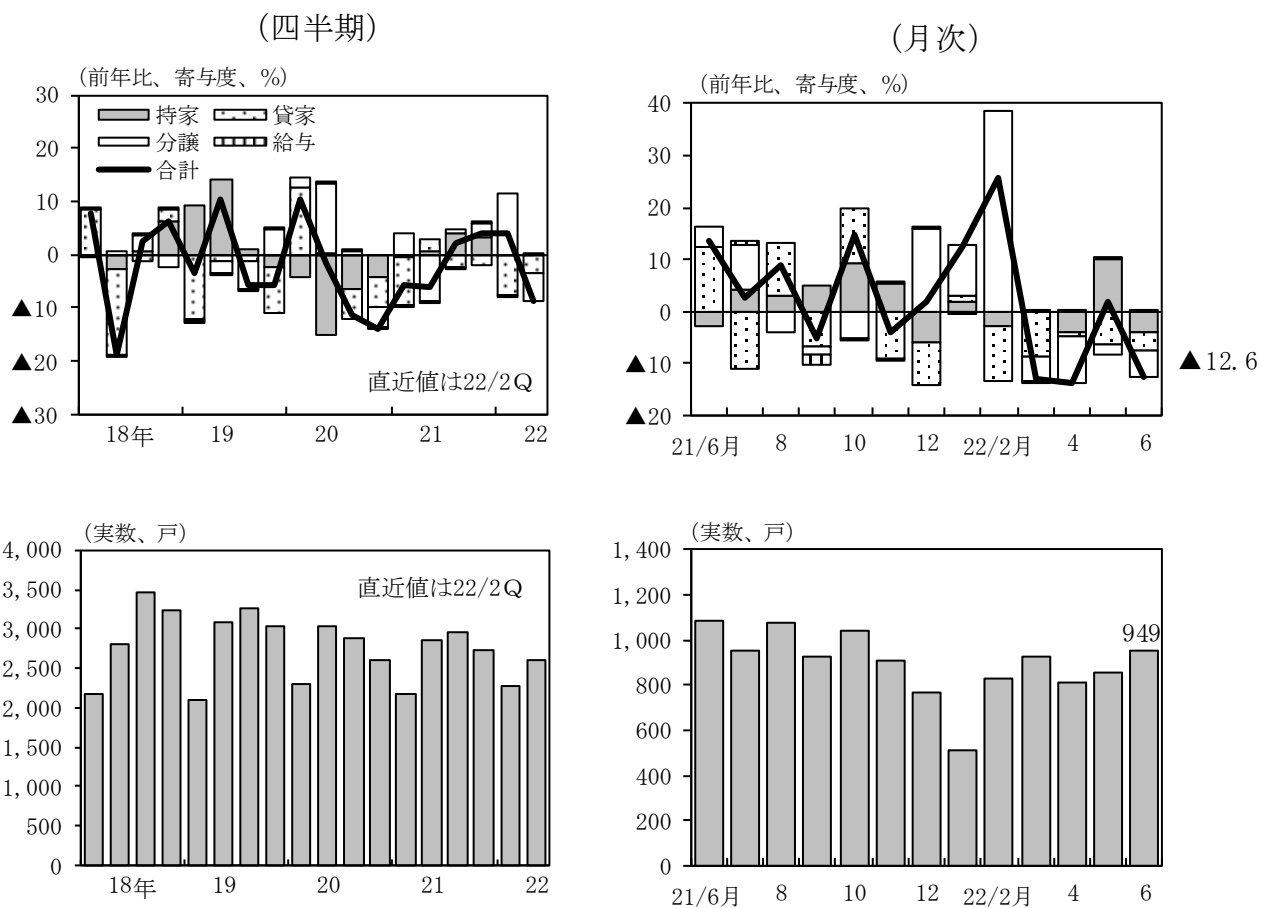 (四半期)
(前年比、寄与度、%)
30
20
10
0
▲10
▲20
▲30
持家
貸家
分譲
給与
合計
直近値は22/2Q
18年 19 20 21 22
(月次)
(前年比、寄与度、%)
40
30
20
10
0
▲10
▲20
▲12.6
21/6月 8 10 12 22/2月 4 6
(実数、戸)
4,000
3,500
3,000
2,500
2,000
1,500
1,000
500
0
直近値は22/2Q
18年 19 20 21 22
(実数、戸)
1,400
1,200
1,000
800
600
400
200
0
949
21/6月 8 10 12 22/2月 4 6